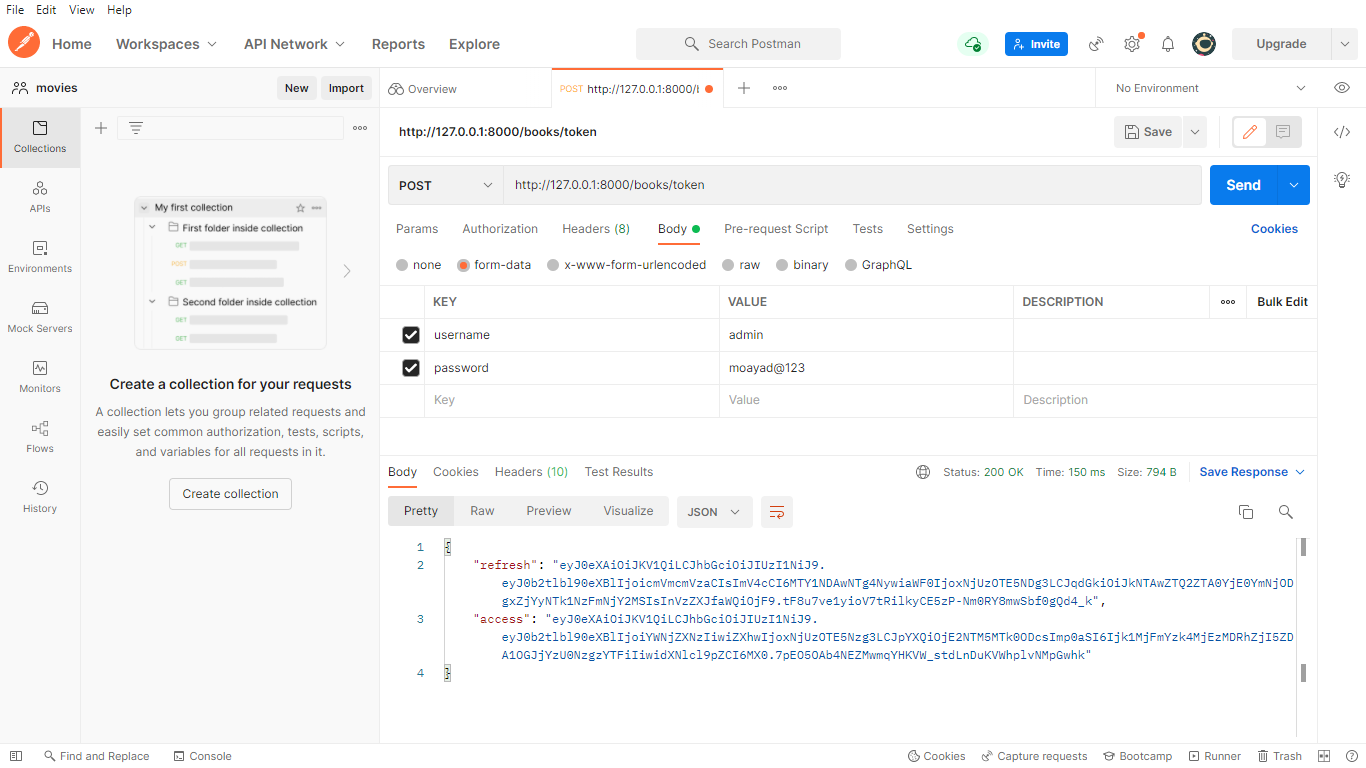 File Edit View Help
Home Workspaces API Network Reports Explore Search Postman Invite Upgrade
movies New Import Overview POST http://127.0.0.1:8000/b No Environment
http://127.0.0.1:8000/books/token Save
POST http://127.0.0.1:8000/books/token Send
Params Authorization Headers (8) Body Pre-request Script Tests Settings Cookies
none form-data x-www-form-urlencoded raw binary GraphQL
KEY VALUE DESCRIPTION Bulk Edit
username admin
password moayad@123
Key Value Description
Collections
APIs
Environments
Mock Servers
Monitors
Flows
History
My first collection
First folder inside collection
GET
POST
GET
Second folder inside collection
GET
GET
Create a collection for your requests
A collection lets you group related requests and
easily set common authorization, tests, scripts,
and variables for all requests in it.
Create collection
Body Cookies Headers (10) Test Results Status: 200 OK Time: 150 ms Size: 794 B Save Response
Pretty Raw Preview Visualize JSON
1 {
2 "refresh": "eyJ0eXAiOiJKV1QiLCJhbGciOiJIUzI1NiJ9.
eyJ0b2tlbl90eXBlIjoicmVmcmVzaCIsImV4cCI6MTY1NDAwNTg4NywiaWF0IjoxNjUzOTE5NDg3LCJqdGkiOiJkNTAwZTQ2ZTA0YjE0YmNjOD
gxZjYyNTk1NzFmNjY2MSIsInVzZXJfaWQiOjF9.tF8u7ve1yioV7tRilkyCE5zP-Nm0RY8mwSbf0gQd4_k",
3 "access": "eyJ0eXAiOiJKV1QiLCJhbGciOiJIUzI1NiJ9.
eyJ0b2tlbl90eXBlIjoiYWNjZXNzIiwiZXhwIjoxNjUzOTE5Nzg3LCJpYXQiOjE2NTM5MTk0ODcsImp0aSI6Ijk1MjFmYzk4MjEzMDRhZjI5ZD
A1OGJjYzU0NzgzYTFiIiwidXNlcl9pZCI6MX0.7pEO5OAb4NEZMwmqYHKVW_stdLnDuKVWhplvNMpGwhk"
4 }
Find and Replace Console Cookies Capture requests Bootcamp Runner Trash